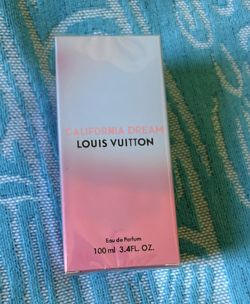 CALIFORNIA DREAM
LOUIS VUITTON
Eau de Parfum
100 ml 3.4FL. OZ.